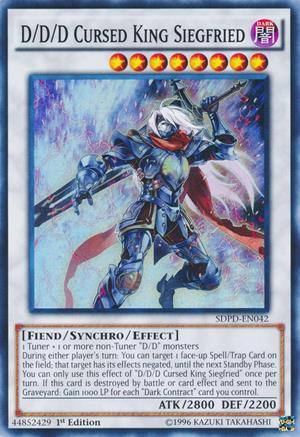 D/D/D CURSED KING SIEGFRIED
DARK
闇
SDPD-EN042
[FIEND/SYNCHRO/EFFECT]
1 Tuner + 1 or more non-Tuner "D/D" monsters
During either player's turn: You can target 1 face-up Spell/Trap Card on
the field; that target has its effects negated, until the next Standby Phase.
You can only use this effect of "D/D/D Cursed King Siegfried" once per
turn. If this card is destroyed by battle or card effect and sent to the
Graveyard: Gain 1000 LP for each "Dark Contract" card you control.
ATK/2800 DEF/2200
44852429 1st Edition ©1996 KAZUKI TAKAHASHI